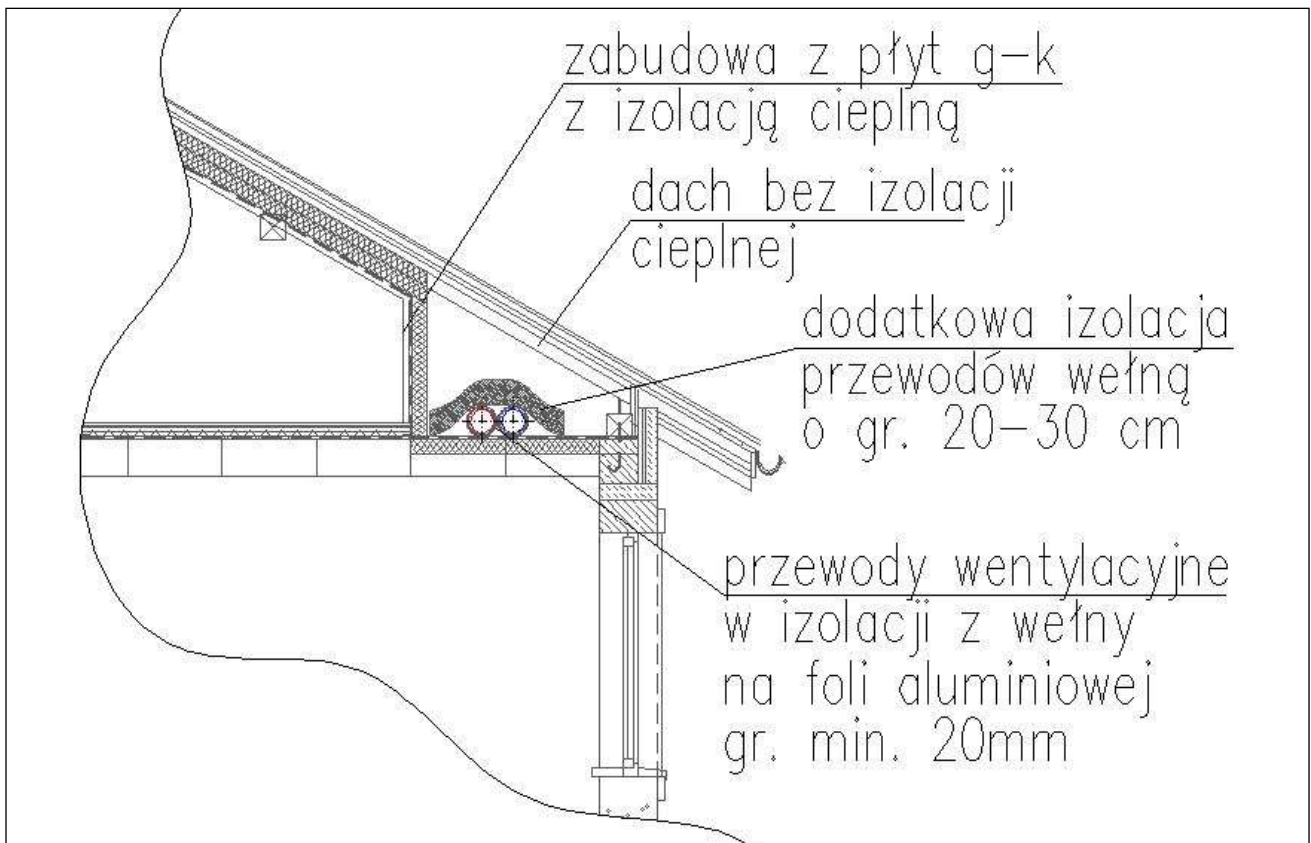 zabudowa z płyt g-k
z izolacją cieplną
dach bez izolacji
cieplnej
dodatkowa izolacja
przewodów wełną
o gr. 20-30 cm
przewody wentylacyjne
w izolacji z wełny
na foli aluminiowej
gr. min. 20mm